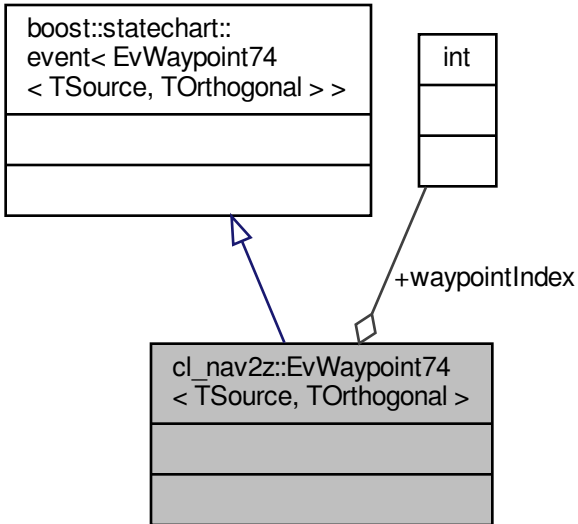 boost::statechart::
event< EvWaypoint74
< TSource, TOrthogonal > >
int
+waypointIndex
cl_nav2z::EvWaypoint74
< TSource, TOrthogonal >